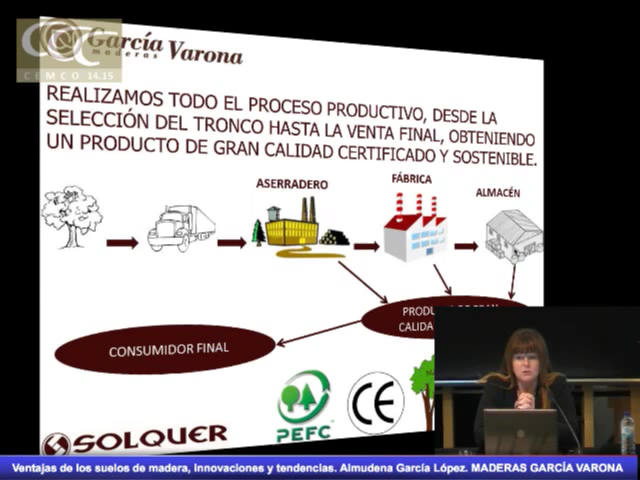 García Varona
maderas
CEMCO 14.15
REALIZAMOS TODO EL PROCESO PRODUCTIVO, DESDE LA
SELECCIÓN DEL TRONCO HASTA LA VENTA FINAL, OBTENIENDO
UN PRODUCTO DE GRAN CALIDAD CERTIFICADO Y SOSTENIBLE.
ASERRADERO
FÁBRICA
ALMACÉN
GRAN
CALIDAD
CONSUMIDOR FINAL
PEFC
CE
SOLQUER
Ventajas de los suelos de madera, innovaciones y tendencias. Almudena García López. MADERAS GARCÍA VARONA